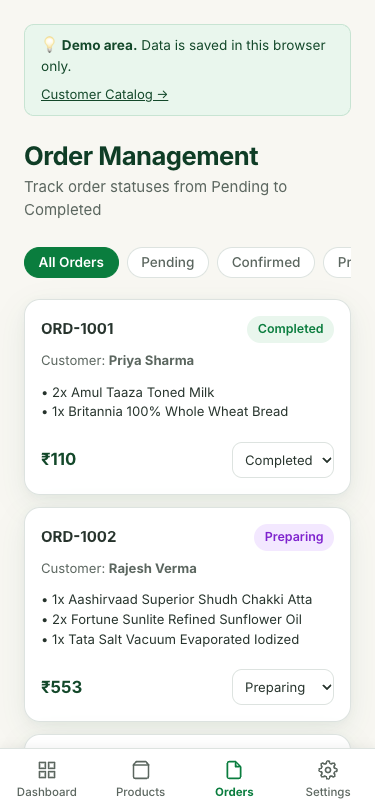 💡 Demo area. Data is saved in this browser
only.
Customer Catalog →
Order Management
Track order statuses from Pending to
Completed
All Orders
Pending
Confirmed
Pr
ORD-1001
Completed
Customer: Priya Sharma
• 2x Amul Taaza Toned Milk
• 1x Britannia 100% Whole Wheat Bread
₹110
Completed
ORD-1002
Preparing
Customer: Rajesh Verma
• 1x Aashirvaad Superior Shudh Chakki Atta
• 2x Fortune Sunlite Refined Sunflower Oil
• 1x Tata Salt Vacuum Evaporated Iodized
₹553
Preparing
Dashboard
Products
Orders
Settings